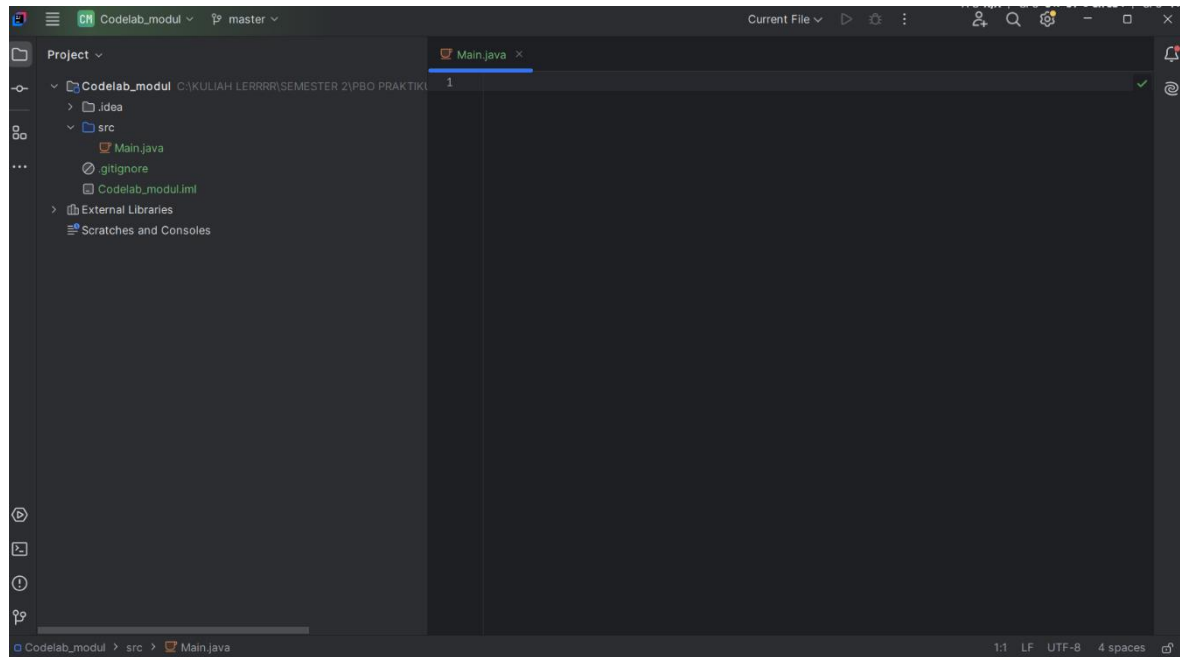 CM Codelab_modul master Current File
Project
Main.java
Codelab_modul C:\KULIAH LERRRR\SEMESTER 2\PBO PRAKTIK
1
.idea
src
Main.java
.gitignore
Codelab_modul.iml
External Libraries
Scratches and Consoles
Codelab_modul > src > Main.java 1:1 LF UTF-8 4 spaces